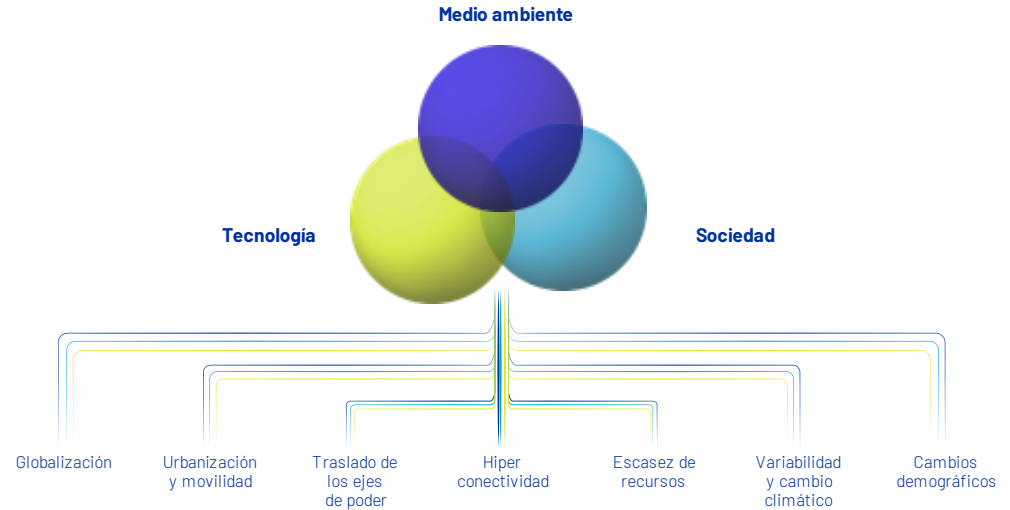 Medio ambiente
Tecnología
Sociedad
Globalización
Urbanización
y movilidad
Traslado de
los ejes
de poder
Hiper
conectividad
Escasez de
recursos
Variabilidad
y cambio
climático
Cambios
demográficos